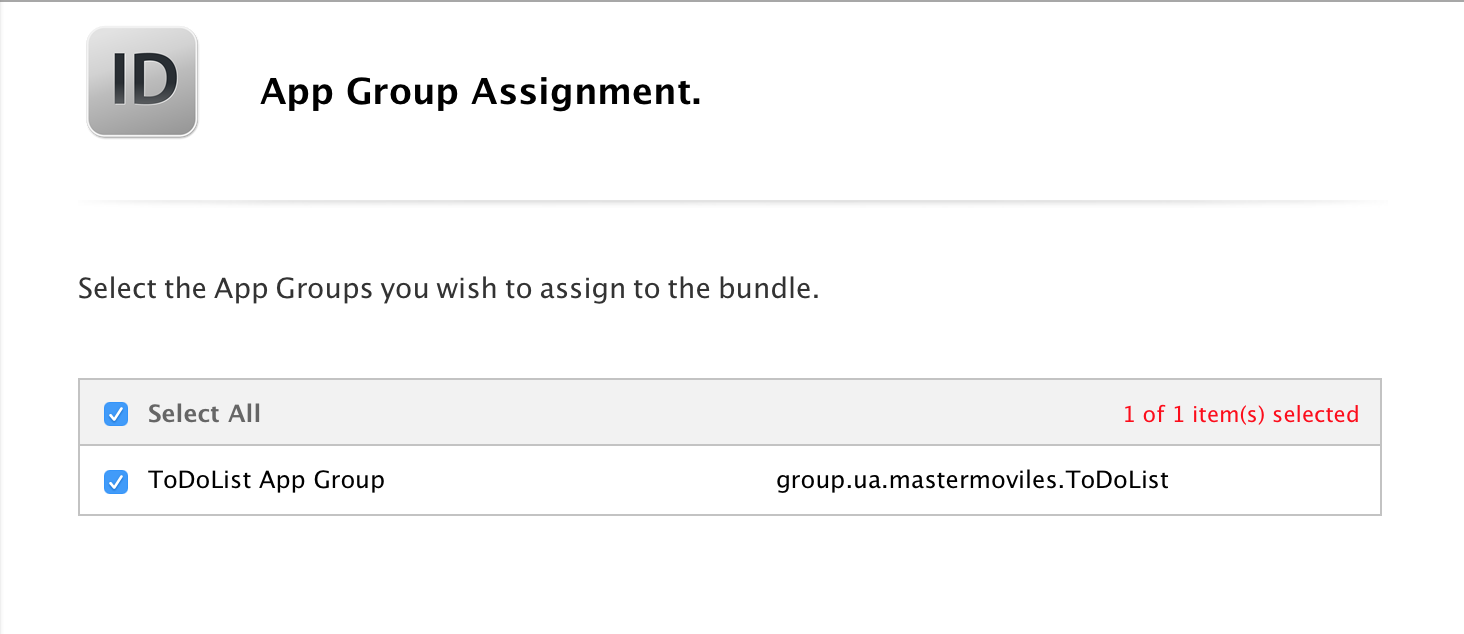 ID
App Group Assignment.
Select the App Groups you wish to assign to the bundle.
Select All 1 of 1 item(s) selected
ToDoList App Group group.ua.mastermoviles.ToDoList